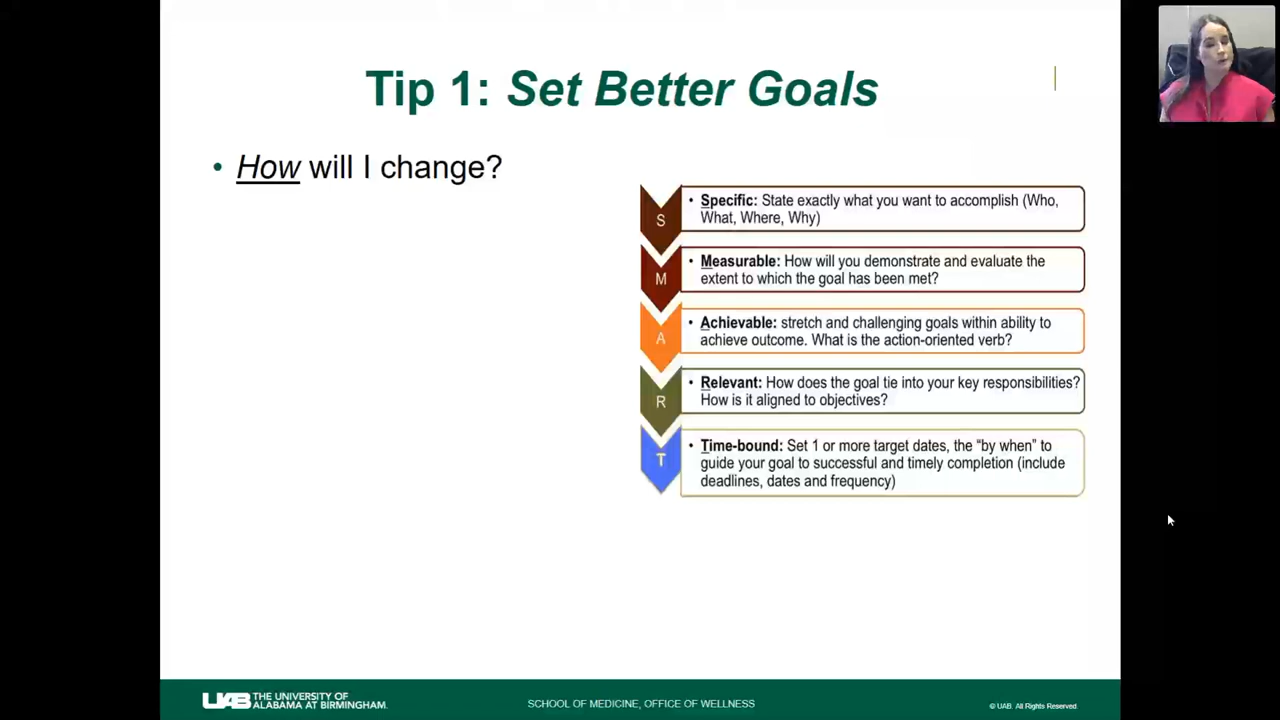 Tip 1: Set Better Goals
• How will I change?
S
• Specific: State exactly what you want to accomplish (Who,
What, Where, Why)
M
• Measurable: How will you demonstrate and evaluate the
extent to which the goal has been met?
A
• Achievable: stretch and challenging goals within ability to
achieve outcome. What is the action-oriented verb?
R
• Relevant: How does the goal tie into your key responsibilities?
How is it aligned to objectives?
T
• Time-bound: Set 1 or more target dates, the “by when” to
guide your goal to successful and timely completion (include
deadlines, dates and frequency)
UAB THE UNIVERSITY OF
ALABAMA AT BIRMINGHAM.
SCHOOL OF MEDICINE, OFFICE OF WELLNESS
© UAB. All Rights Reserved